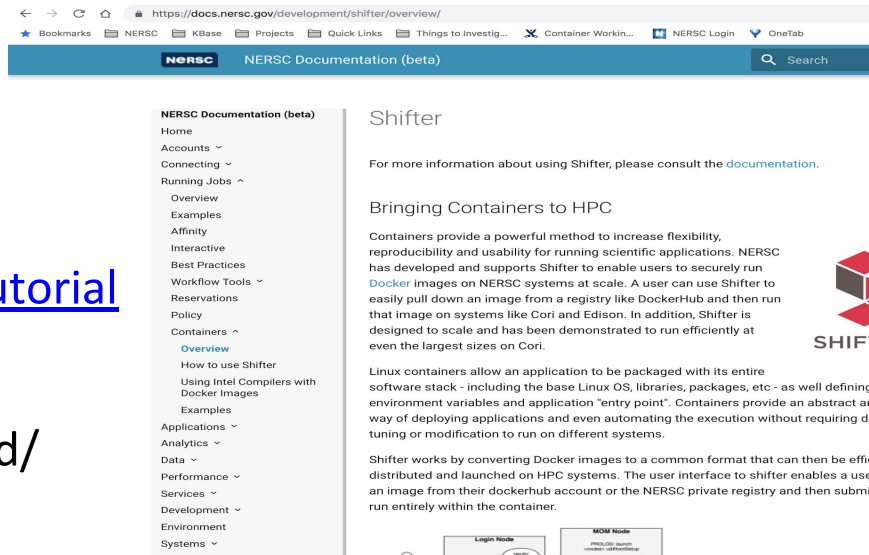 https://docs.nersc.gov/development/shifter/overview/
Bookmarks NERSC KBase Projects Quick Links Things to Investig... Container Workin... NERSC Login OneTab
NERSC NERSC Documentation (beta) Search
NERSC Documentation (beta)
Home
Accounts
Connecting
Running Jobs
Overview
Examples
Affinity
Interactive
Best Practices
Workflow Tools
Reservations
Policy
Containers
Overview
How to use Shifter
Using Intel Compilers with
Docker Images
Examples
Applications
Analytics
Data
Performance
Services
Development
Environment
Systems
utorial
d/
Shifter
For more information about using Shifter, please consult the documentation.
Bringing Containers to HPC
Containers provide a powerful method to increase flexibility,
reproducibility and usability for running scientific applications. NERSC
has developed and supports Shifter to enable users to securely run
Docker images on NERSC systems at scale. A user can use Shifter to
easily pull down an image from a registry like DockerHub and then run
that image on systems like Cori and Edison. In addition, Shifter is
designed to scale and has been demonstrated to run efficiently at
even the largest sizes on Cori.
SHIF
Linux containers allow an application to be packaged with its entire
software stack - including the base Linux OS, libraries, packages, etc - as well defining
environment variables and application "entry point". Containers provide an abstract a
way of deploying applications and even automating the execution without requiring d
tuning or modification to run on different systems.
Shifter works by converting Docker images to a common format that can then be effi
distributed and launched on HPC systems. The user interface to shifter enables a use
an image from their dockerhub account or the NERSC private registry and then submi
run entirely within the container.
Login Node
MOM Node
PROLOG: launch